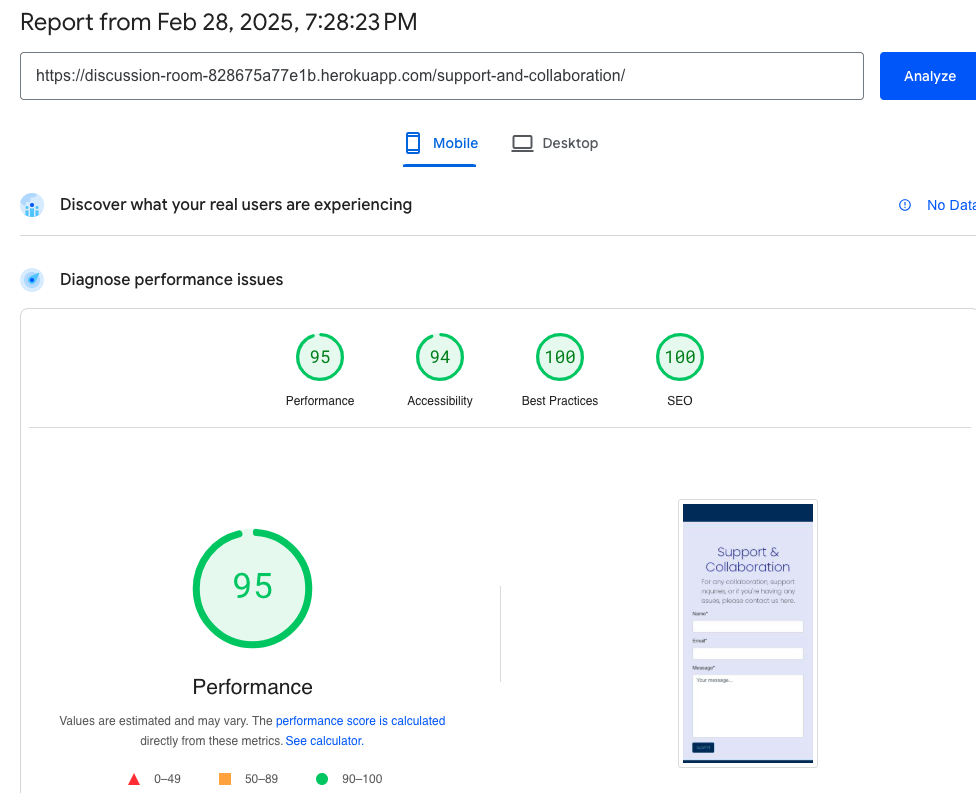 Report from Feb 28, 2025, 7:28:23 PM
https://discussion-room-828675a77e1b.herokuapp.com/support-and-collaboration/
Analyze
Mobile
Desktop
Discover what your real users are experiencing
No Data
Diagnose performance issues
95
94
100
100
Performance
Accessibility
Best Practices
SEO
95
Performance
Values are estimated and may vary. The performance score is calculated
directly from these metrics. See calculator.
0–49
50–89
90–100
Support &
Collaboration
For any collaboration, support
inquiries, or if you're having any
issues, please contact us here.
Name*
Email*
Message*
Your message...